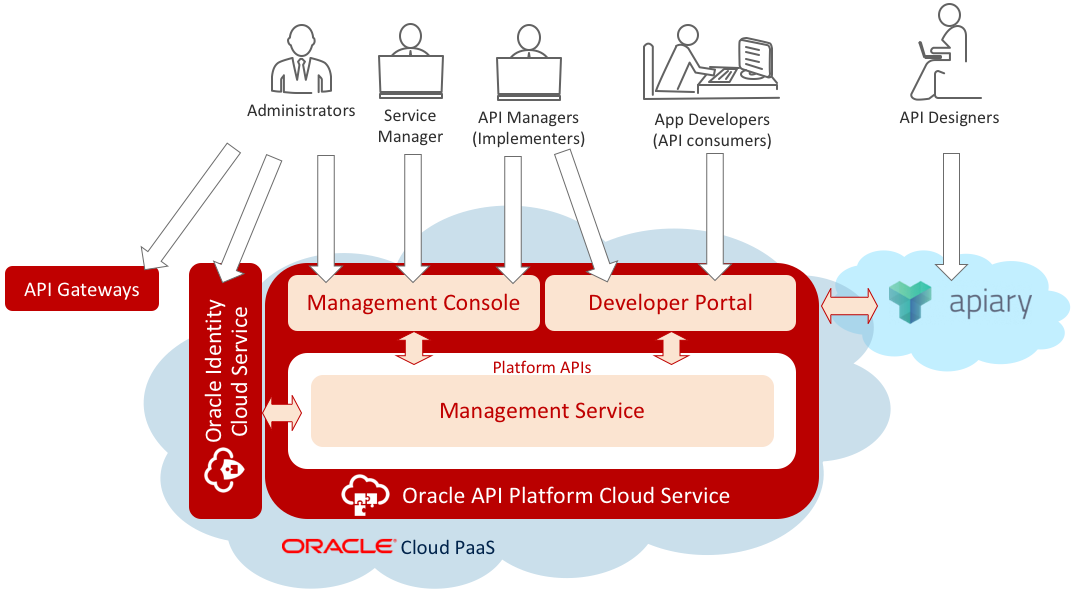 Administrators
Service
Manager
API Managers
(Implementers)
App Developers
(API consumers)
API Designers
API Gateways
Oracle Identity
Cloud Service
Management Console
Developer Portal
apiary
Platform APIs
Management Service
Oracle API Platform Cloud Service
ORACLE® Cloud PaaS